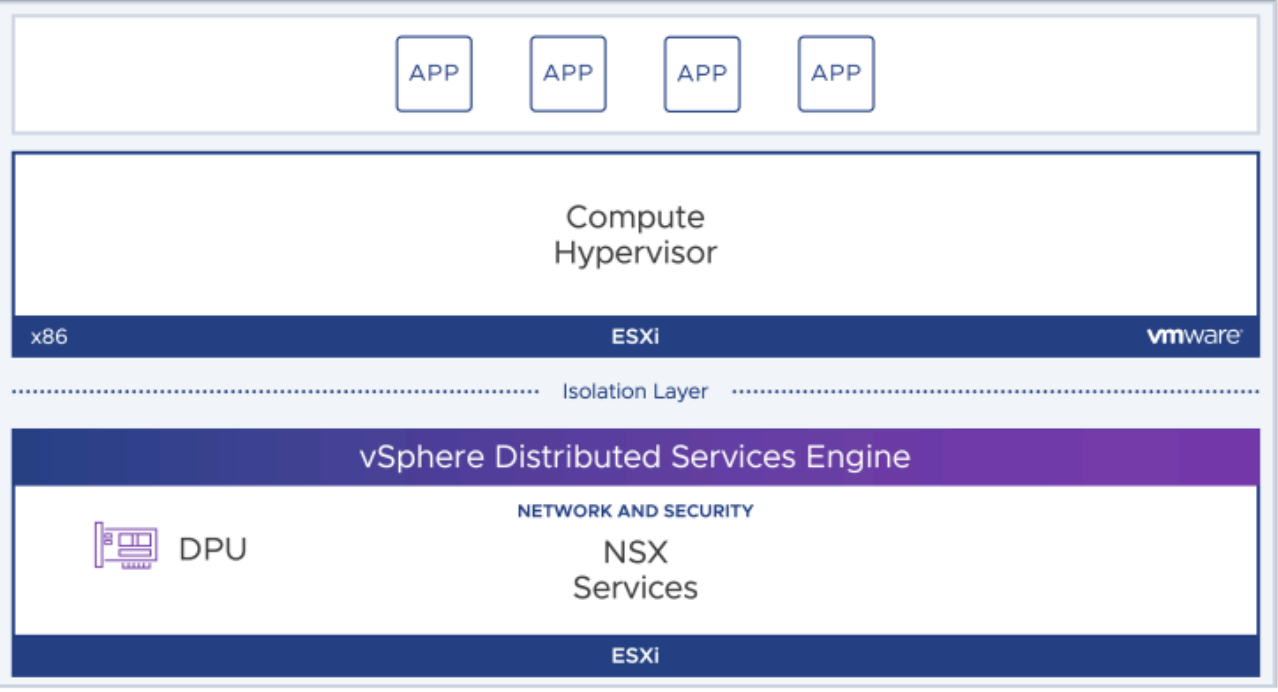 APP APP APP APP
Compute
Hypervisor
x86 ESXi vmware
Isolation Layer
vSphere Distributed Services Engine
NETWORK AND SECURITY
DPU
NSX
Services
ESXi